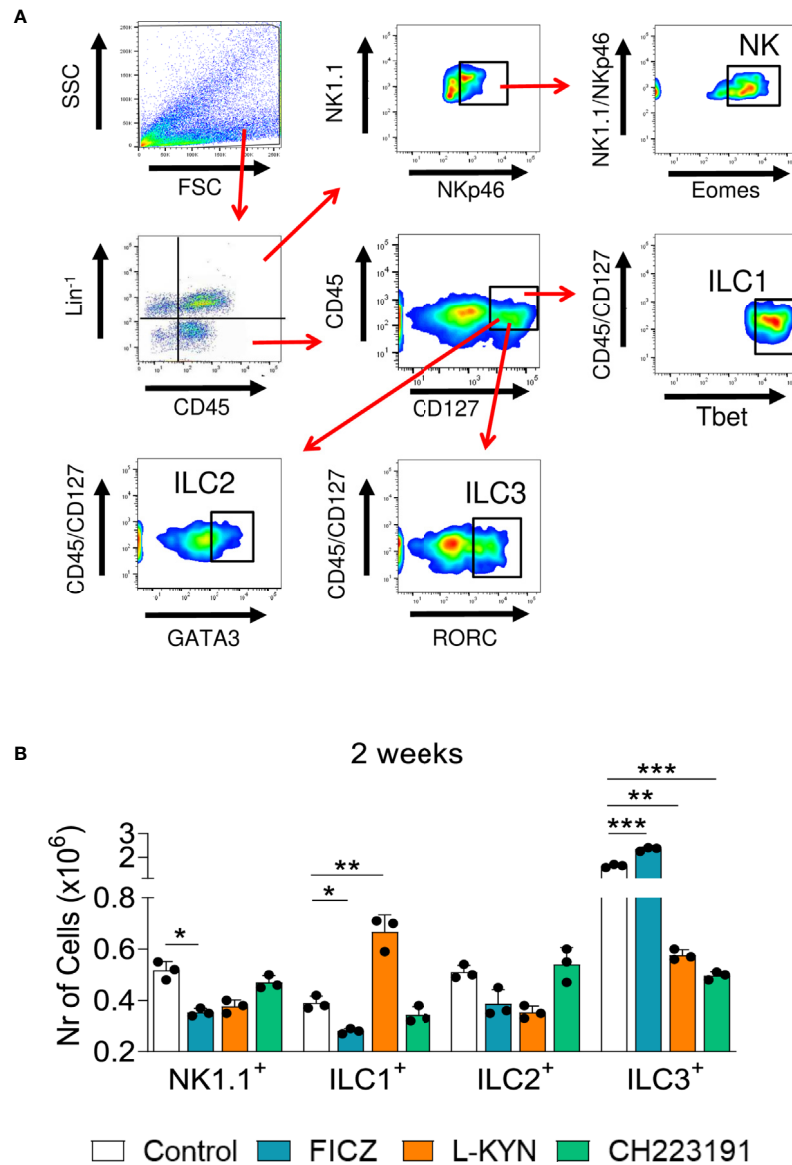 A
SSC
FSC
NK1.1
NKp46
NK1.1/NKp46
NK
Eomes
Lin-1
CD45
CD45
CD127
CD45/CD127
ILC1
Tbet
CD45/CD127
ILC2
GATA3
CD45/CD127
ILC3
RORC
B
2 weeks
Nr of Cells (x10^6)
3
2
0.8
0.6
0.4
0.2
*
*
**
***
**
***
NK1.1+
ILC1+
ILC2+
ILC3+
Control FICZ L-KYN CH223191